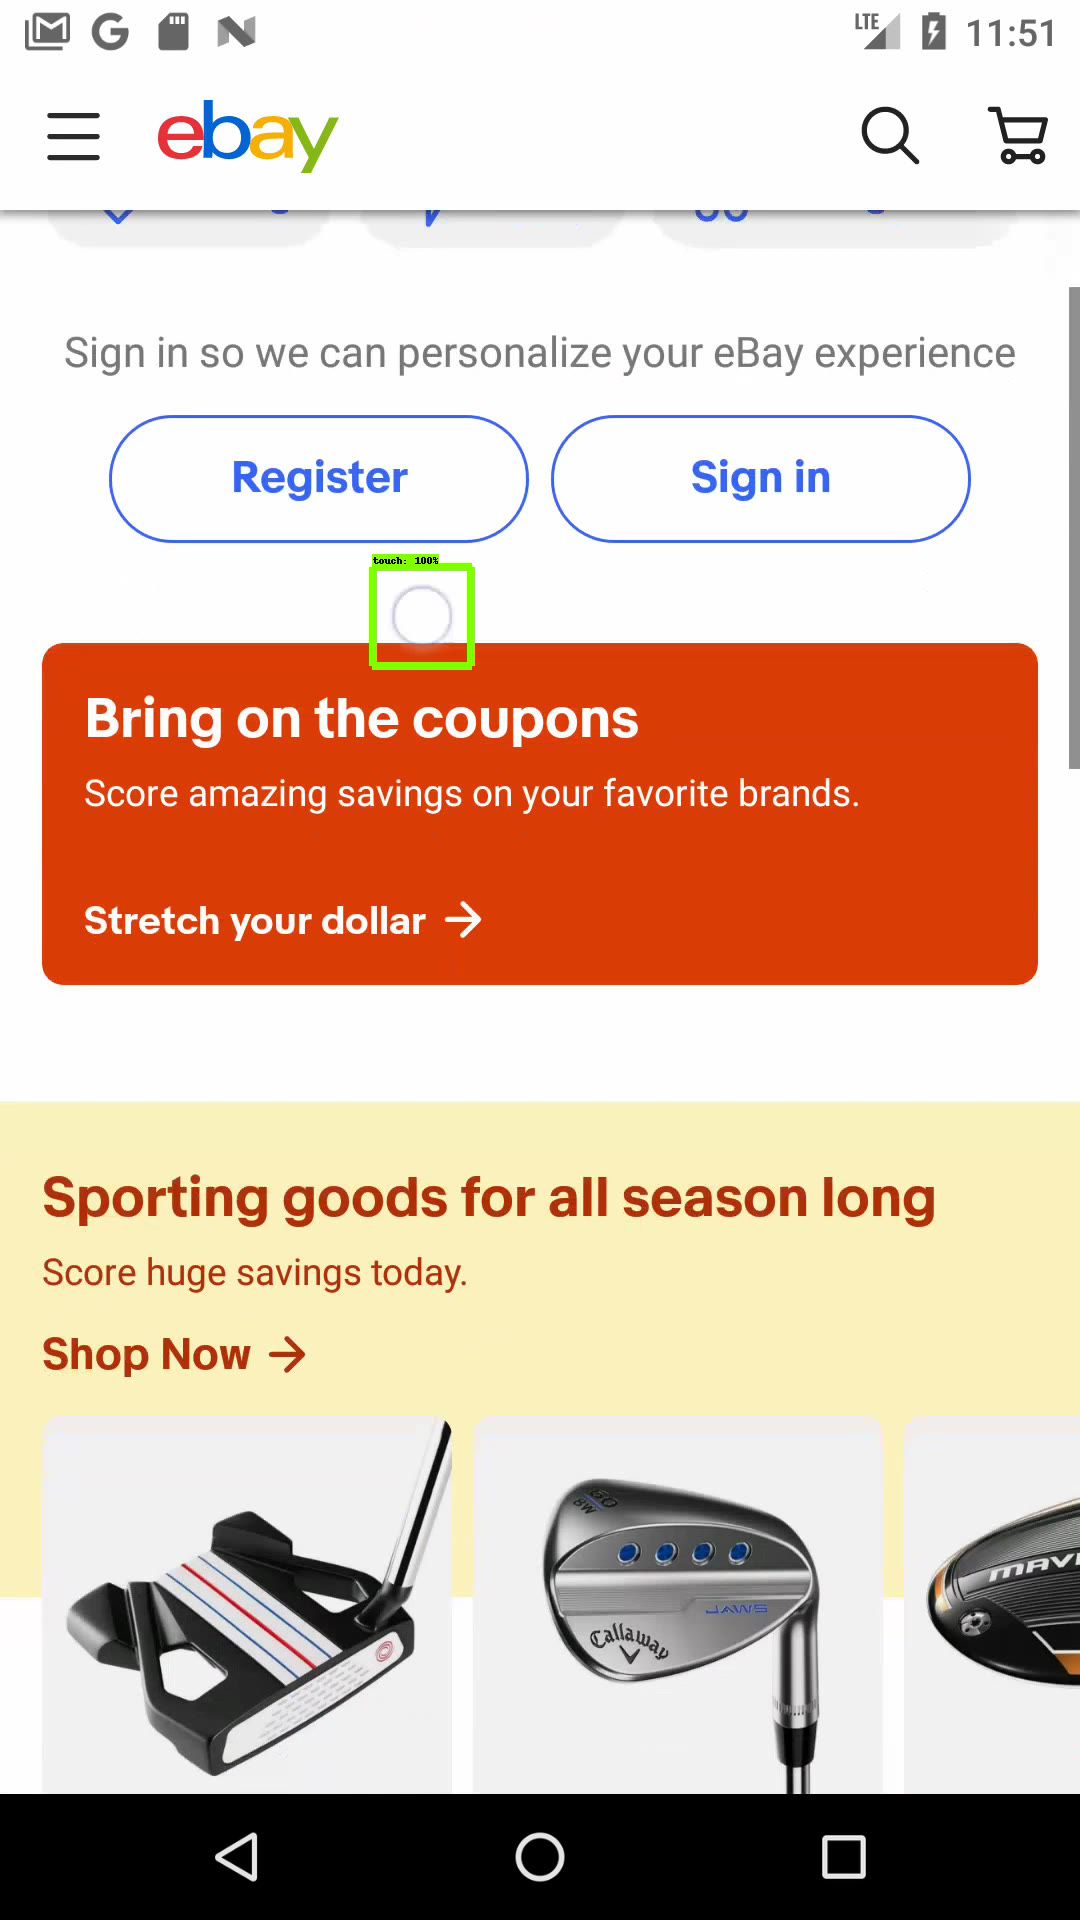 LTE 11:51
ebay
Sign in so we can personalize your eBay experience
Register Sign in
touch: 100%
Bring on the coupons
Score amazing savings on your favorite brands.
Stretch your dollar
Sporting goods for all season long
Score huge savings today.
Shop Now
60
8W
JAWS
Callaway